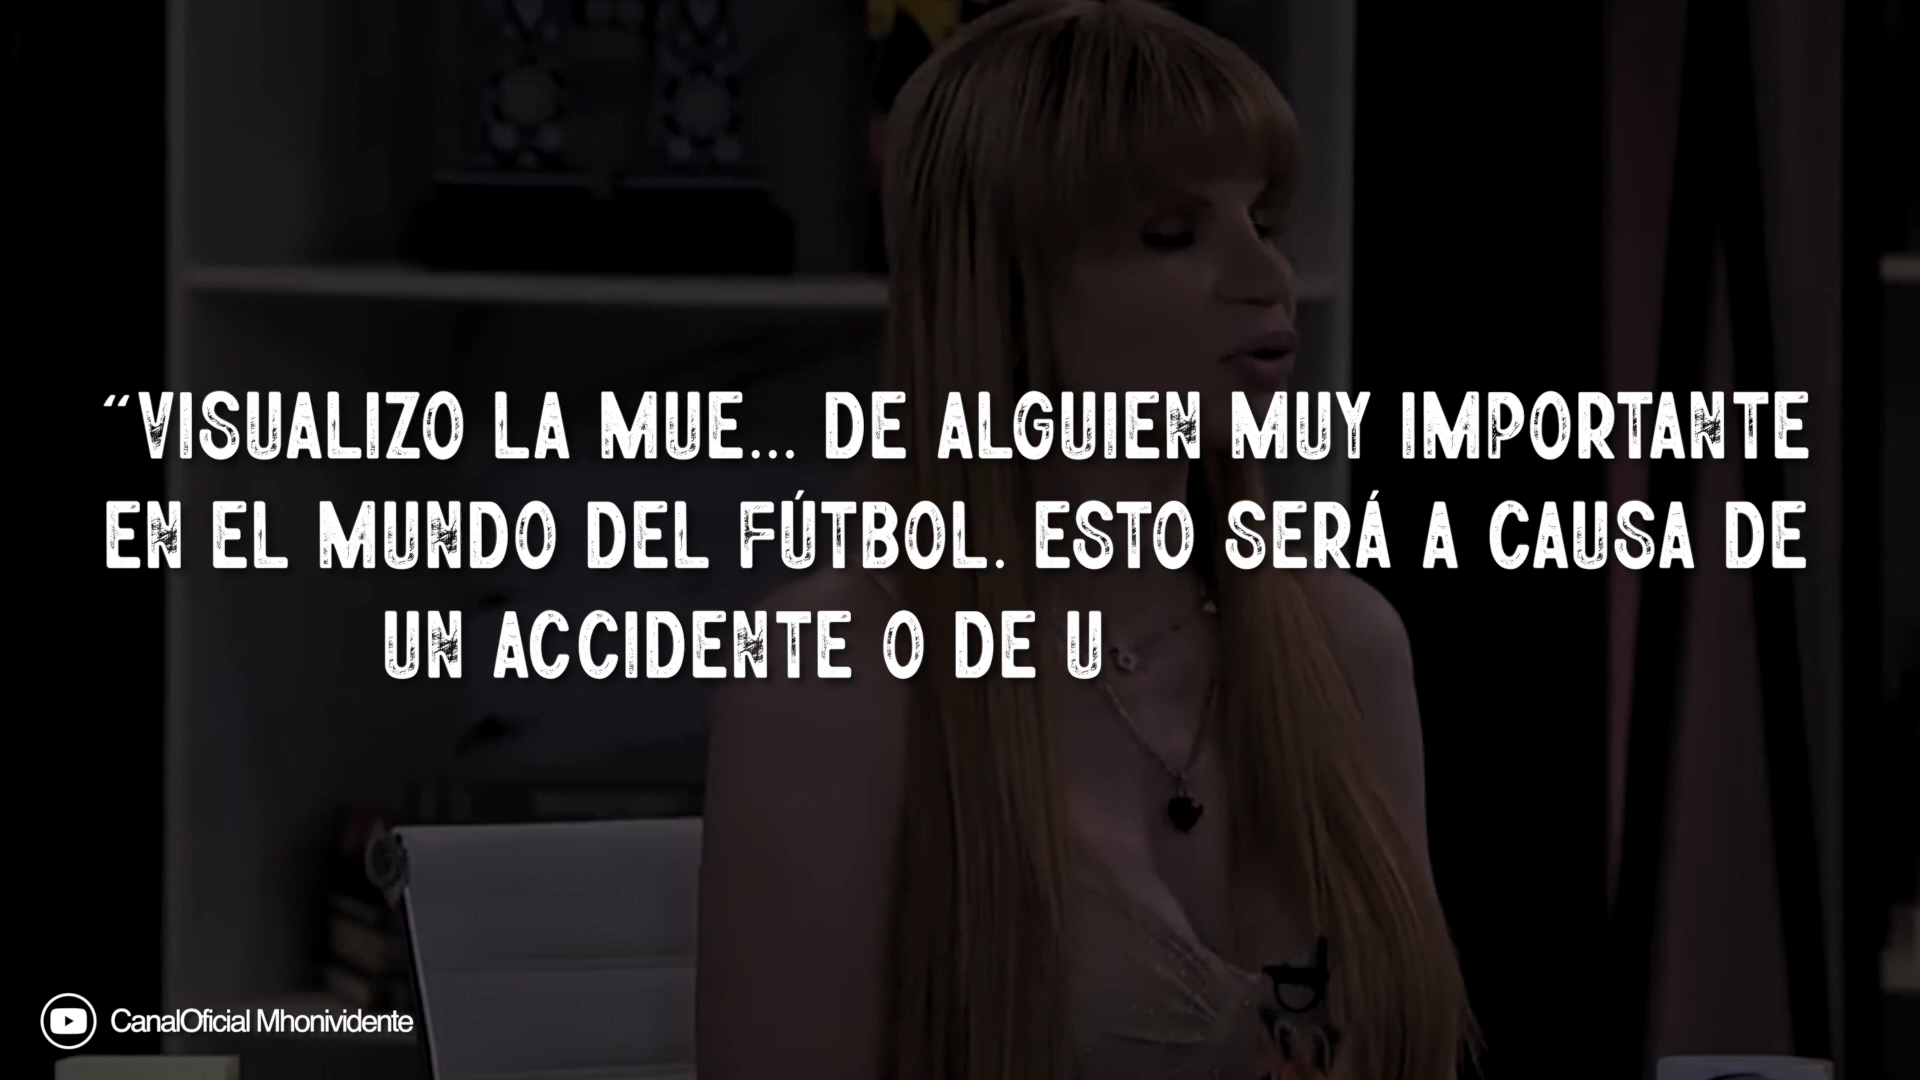 “VISUALIZO LA MUE... DE ALGUIEN MUY IMPORTANTE
EN EL MUNDO DEL FÚTBOL. ESTO SERÁ A CAUSA DE
UN ACCIDENTE O DE U
CanalOficial Mhonividente